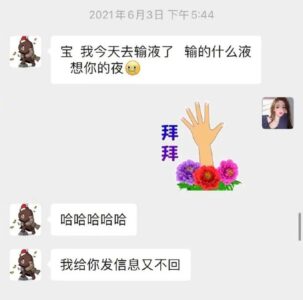 2021年6月3日 下午5:44
宝 我今天去输液了 输的什么液
想你的夜
拜
拜
哈哈哈哈哈
我给你发信息又不回